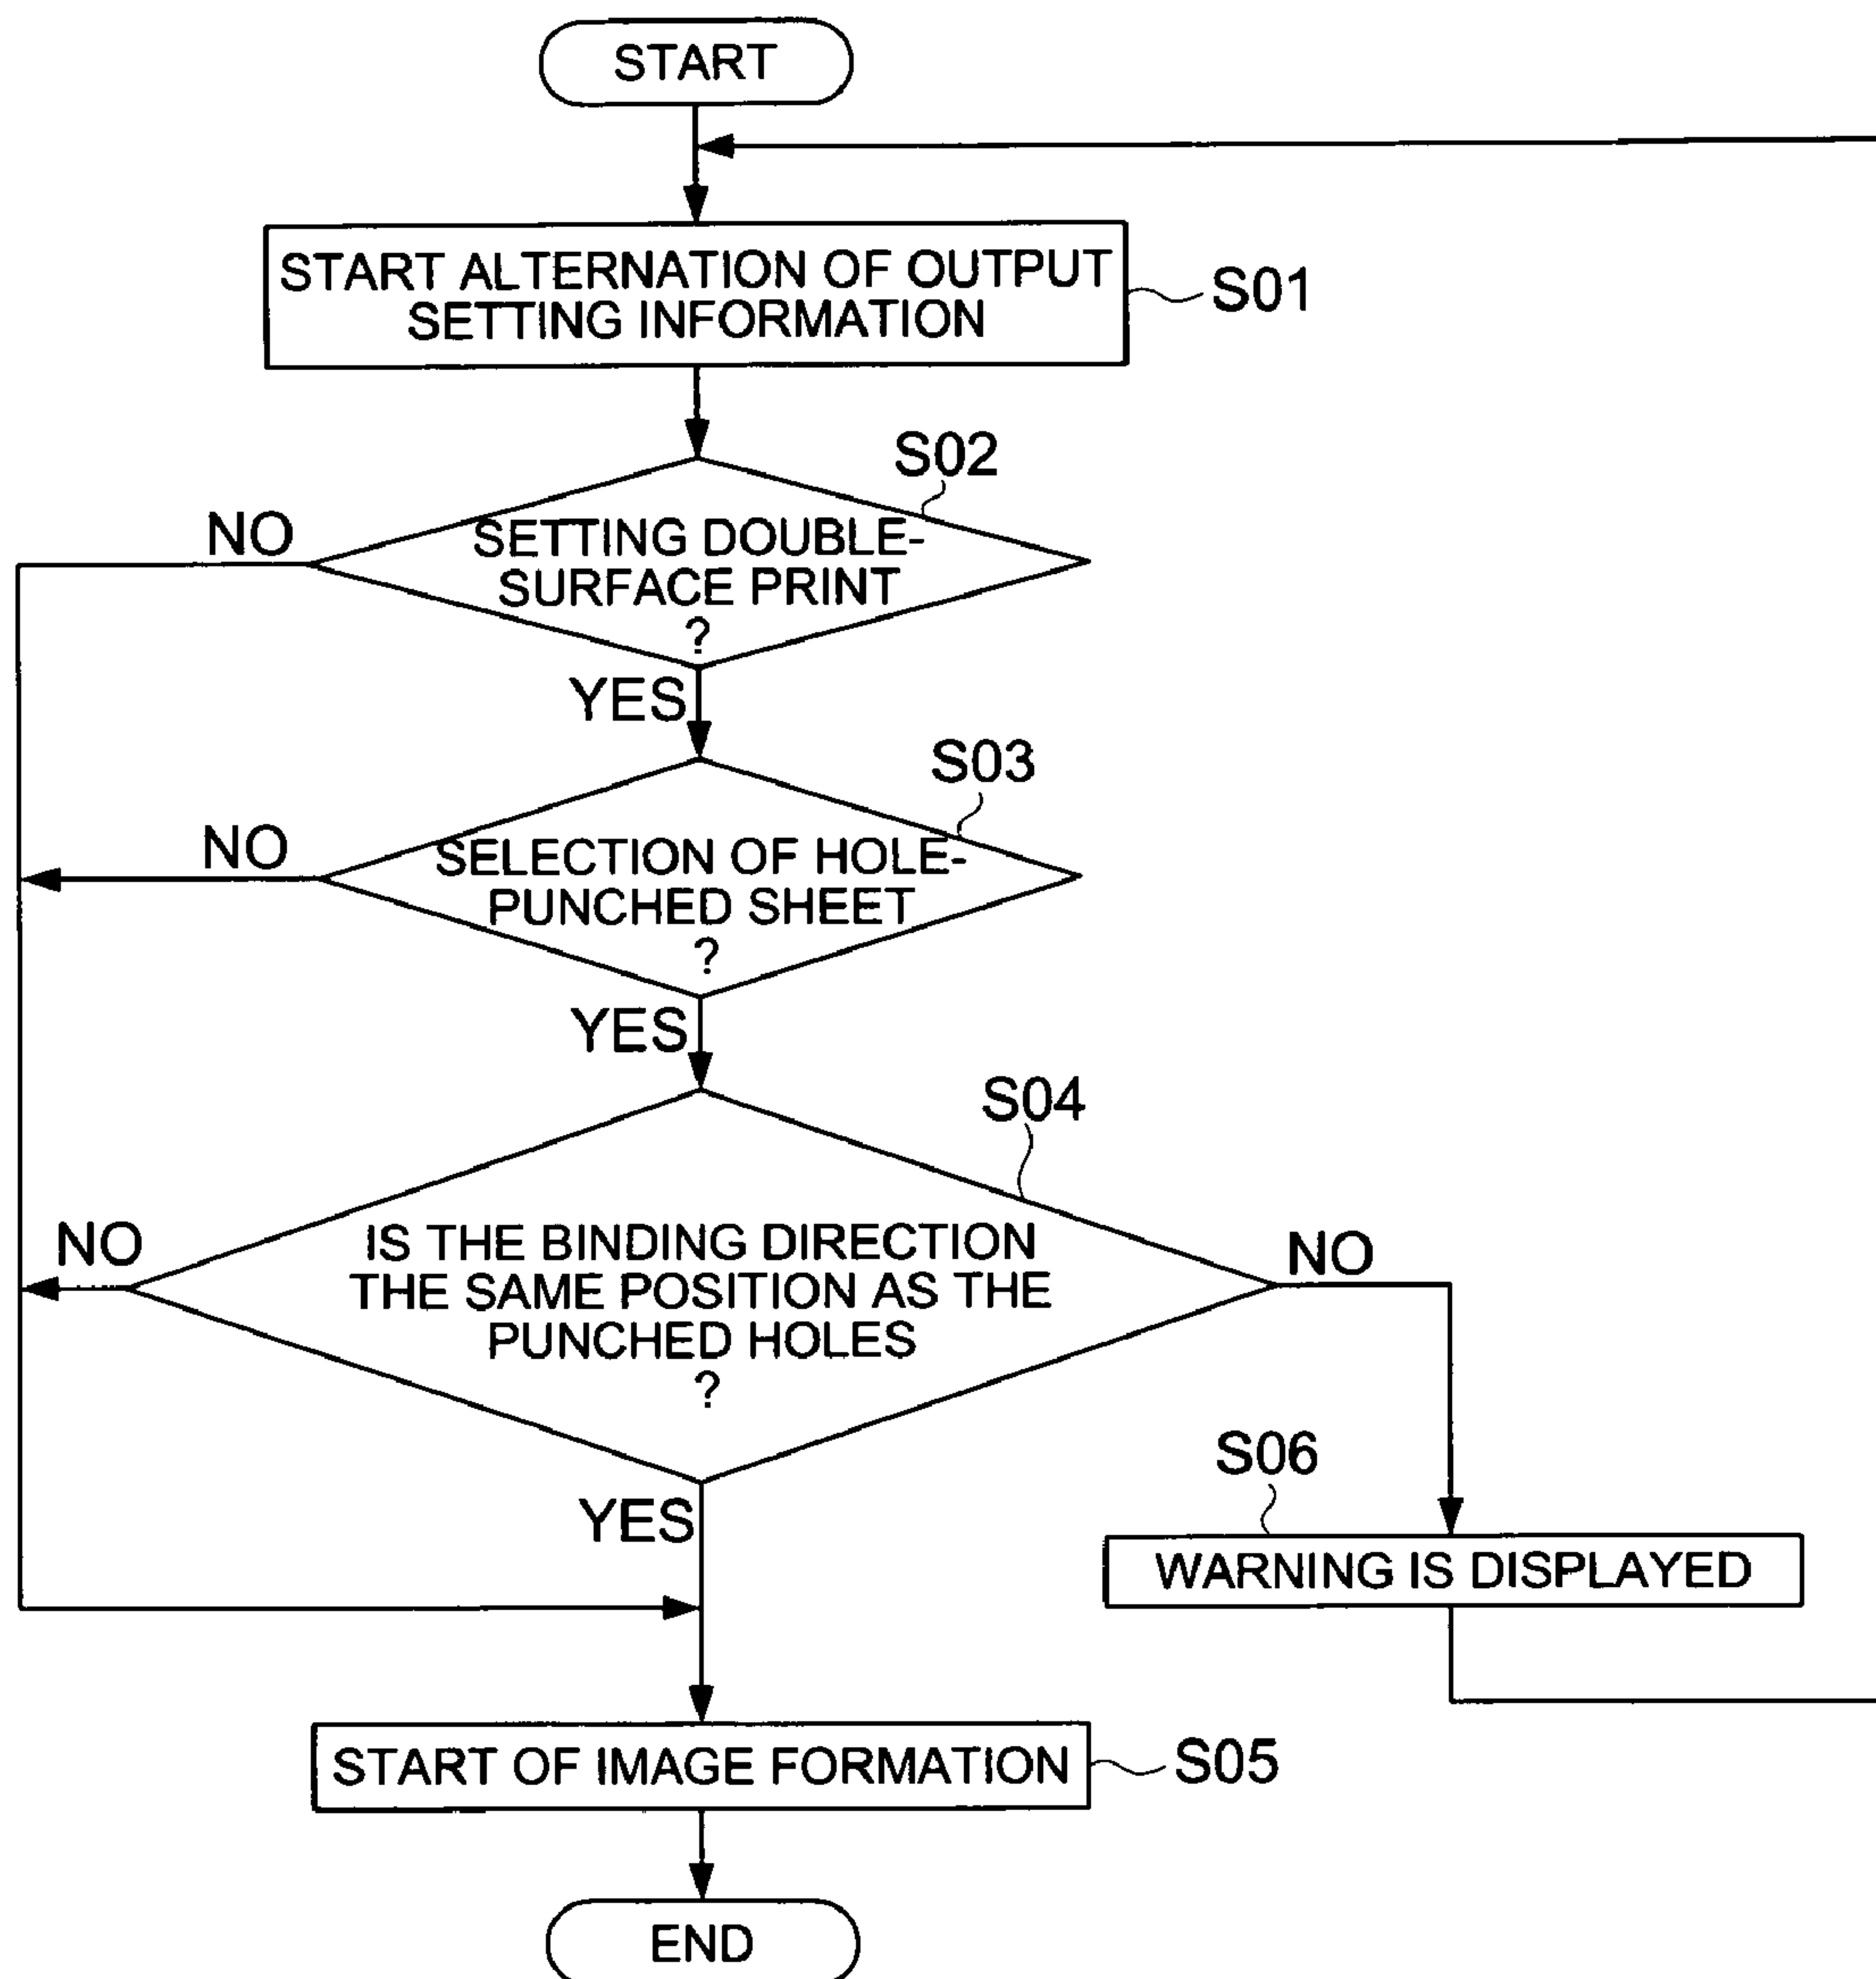 START
START ALTERNATION OF OUTPUT
SETTING INFORMATION
S01
S02
NO
SETTING DOUBLE-
SURFACE PRINT
?
YES
S03
NO
SELECTION OF HOLE-
PUNCHED SHEET
?
YES
S04
NO
IS THE BINDING DIRECTION
THE SAME POSITION AS THE
PUNCHED HOLES
?
NO
YES
S06
WARNING IS DISPLAYED
START OF IMAGE FORMATION
S05
END